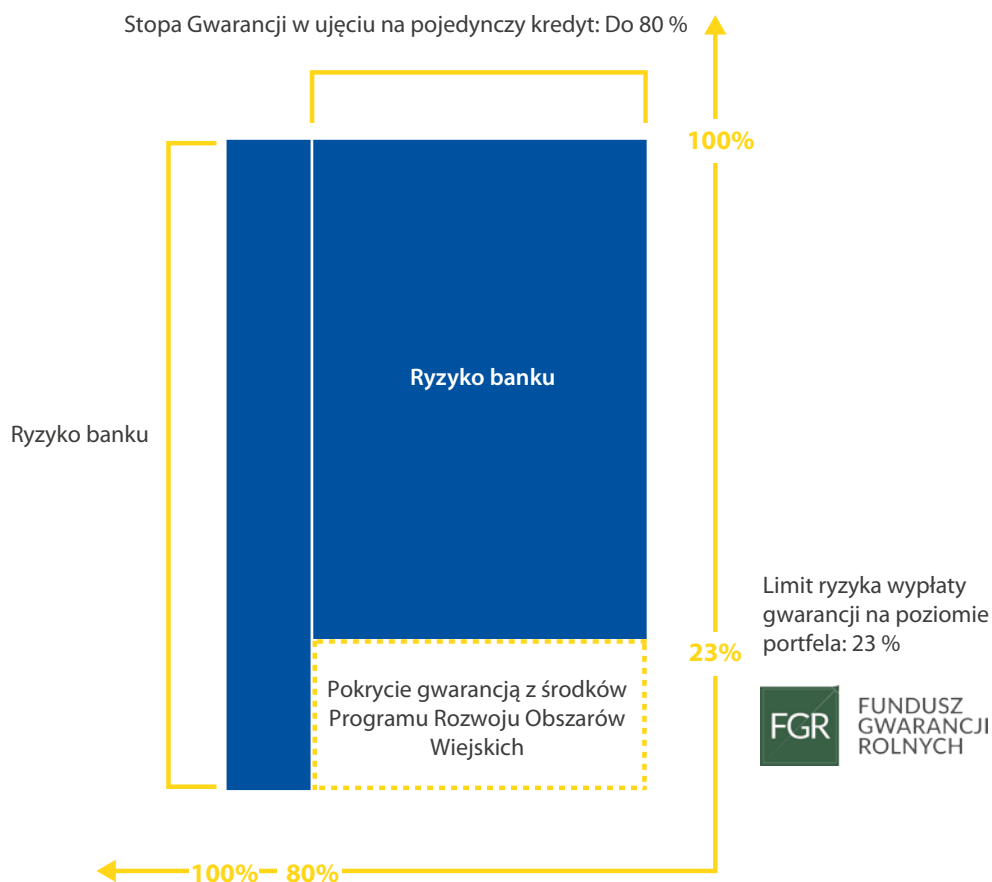 Stopa Gwarancji w ujęciu na pojedynczy kredyt: Do 80 %
100%
Ryzyko banku
Ryzyko banku
Limit ryzyka wypłaty
gwarancji na poziomie
portfela: 23 %
23%
Pokrycie gwarancją z środków
Programu Rozwoju Obszarów
Wiejskich
FGR
FUNDUSZ
GWARANCJI
ROLNYCH
100%
80%